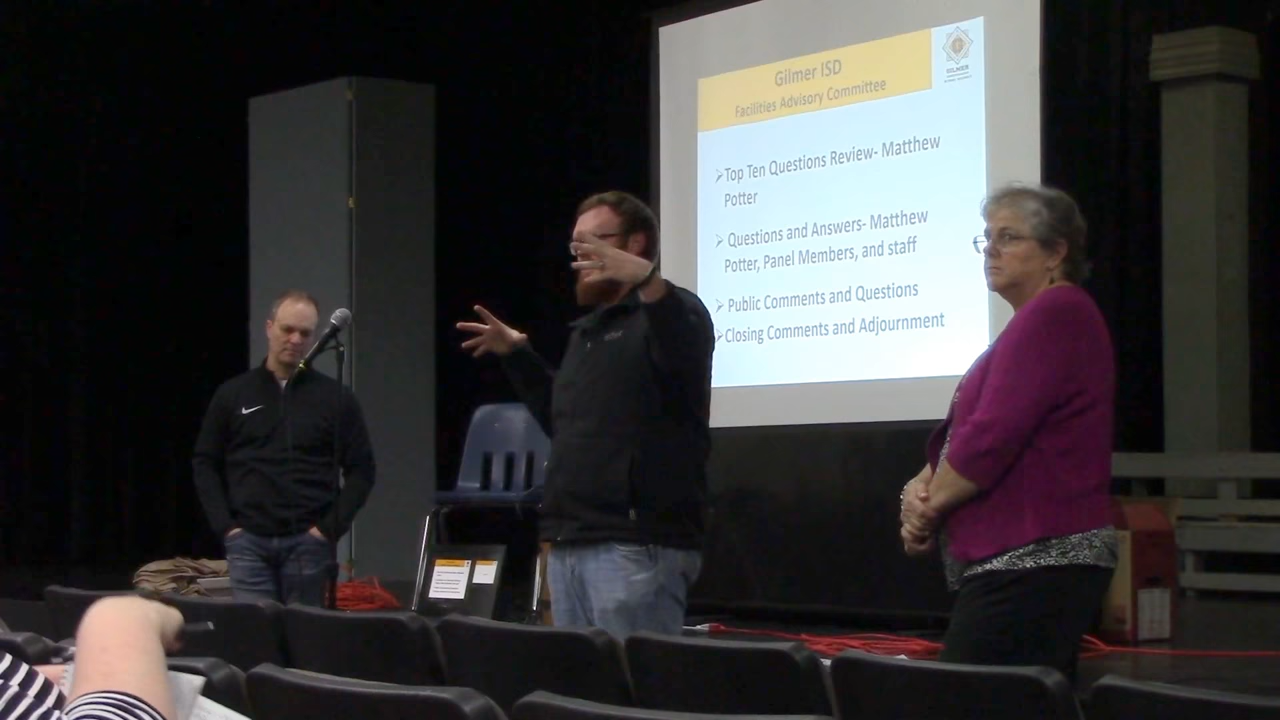 Gilmer ISD
Facilities Advisory Committee
GILMER
➢Top Ten Questions Review- Matthew
Potter
➢ Questions and Answers- Matthew
Potter, Panel Members, and staff
➢ Public Comments and Questions
➢Closing Comments and Adjournment